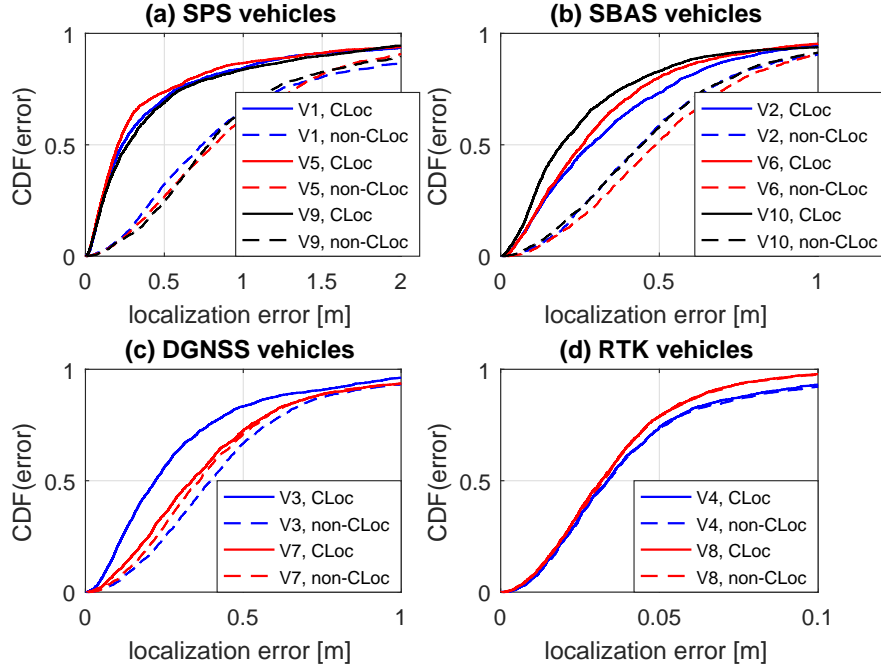 (a) SPS vehicles
CDF(error)
1
0.5
0
V1, CLoc
V1, non-CLoc
V5, CLoc
V5, non-CLoc
V9, CLoc
V9, non-CLoc
0 0.5 1 1.5 2
localization error [m]
(b) SBAS vehicles
CDF(error)
1
0.5
0
V2, CLoc
V2, non-CLoc
V6, CLoc
V6, non-CLoc
V10, CLoc
V10, non-CLoc
0 0.5 1
localization error [m]
(c) DGNSS vehicles
CDF(error)
1
0.5
0
V3, CLoc
V3, non-CLoc
V7, CLoc
V7, non-CLoc
0 0.5 1
localization error [m]
(d) RTK vehicles
CDF(error)
1
0.5
0
V4, CLoc
V4, non-CLoc
V8, CLoc
V8, non-CLoc
0 0.05 0.1
localization error [m]